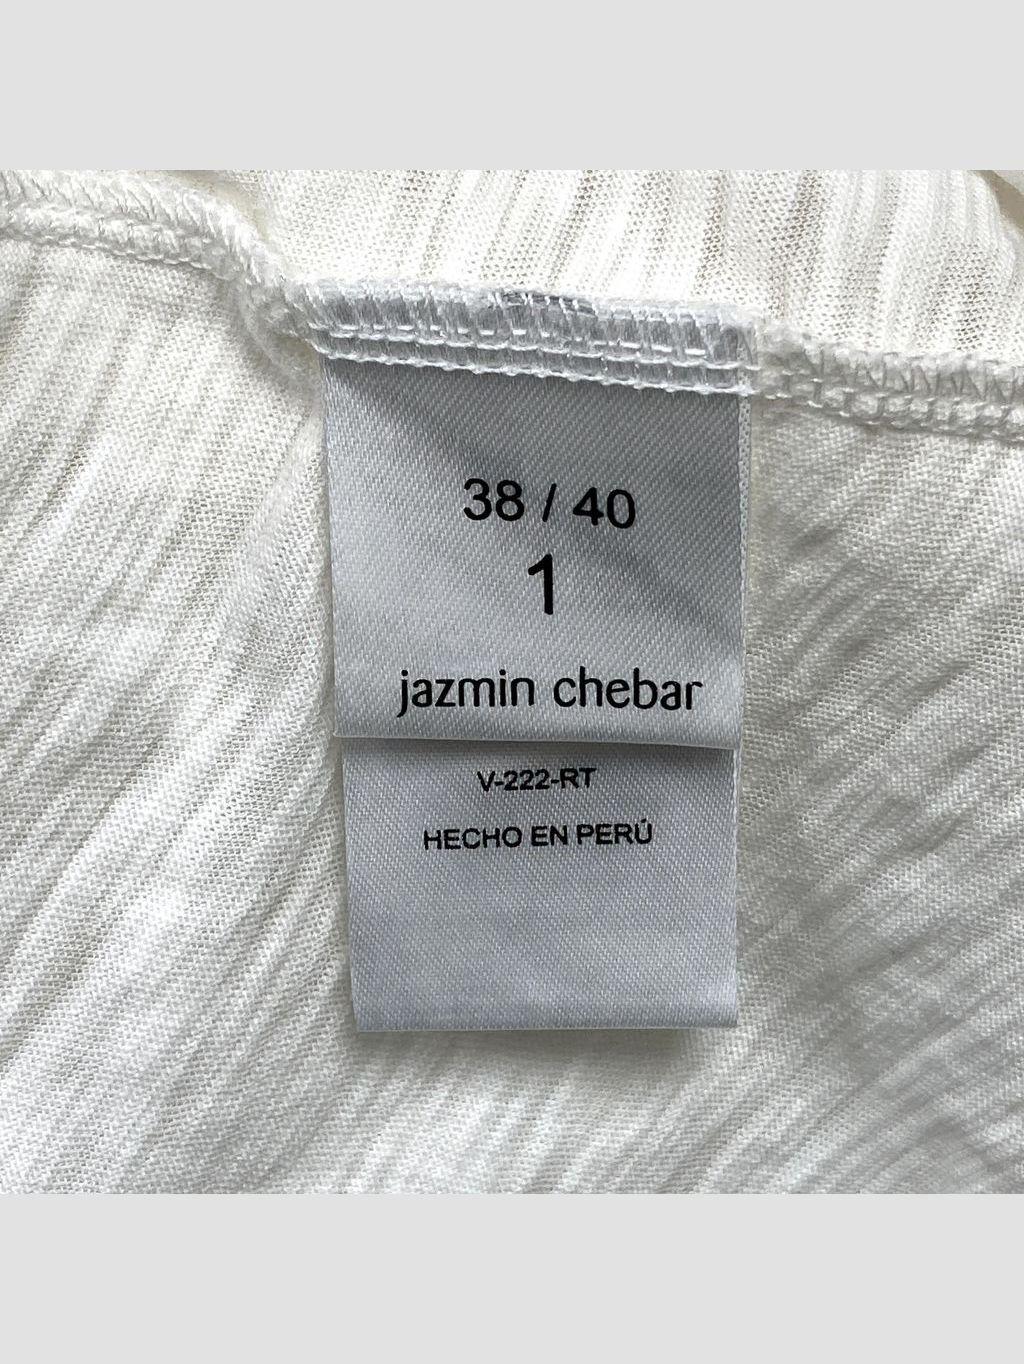 38 / 40
1
jazmin chebar
V-222-RT
HECHO EN PERÚ